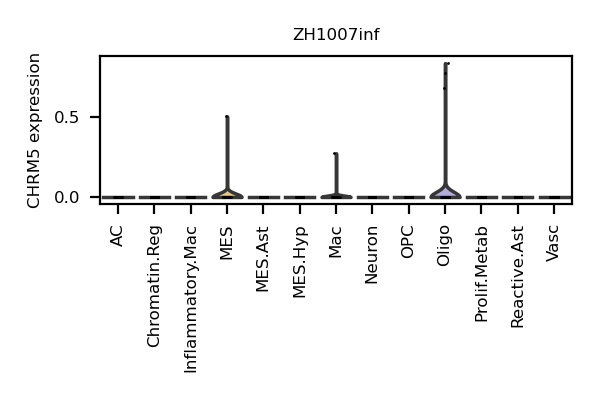 ZH1007inf
CHRM5 expression
0.5
0.0
AC
Chromatin.Reg
Inflammatory.Mac
MES
MES.Ast
MES.Hyp
Mac
Neuron
OPC
Oligo
Prolif.Metab
Reactive.Ast
Vasc